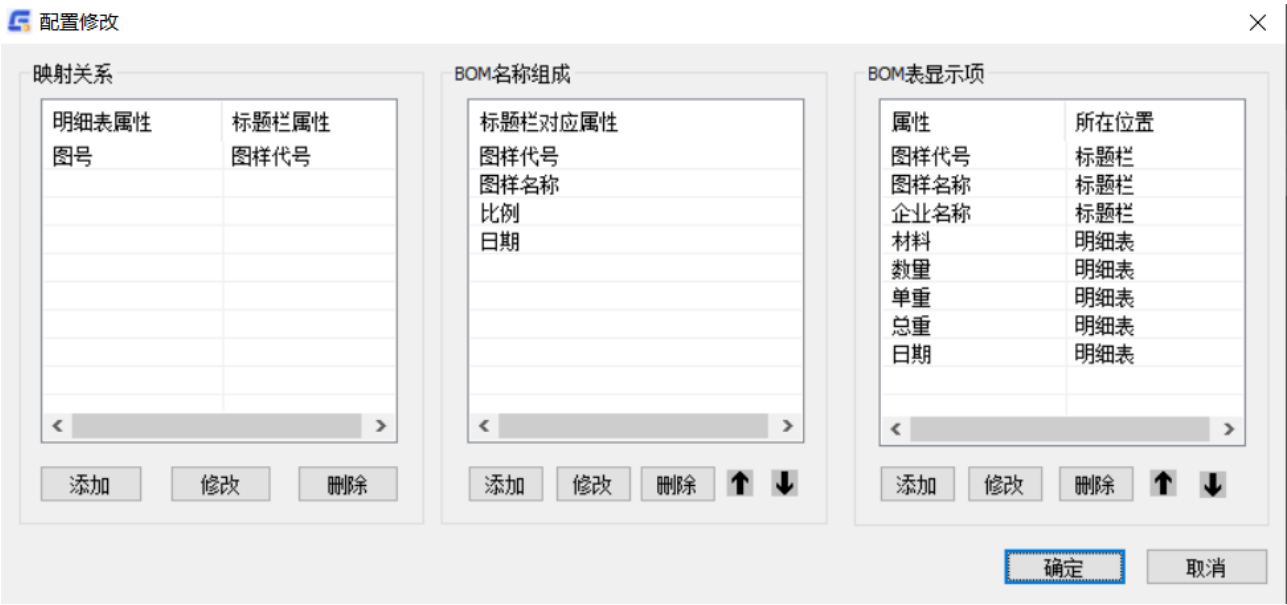 配置修改
映射关系
明细表属性 标题栏属性
图号 图样代号
添加 修改 删除
BOM名称组成
标题栏对应属性
图样代号
图样名称
比例
日期
添加 修改 删除
BOM表显示项
属性 所在位置
图样代号 标题栏
图样名称 标题栏
企业名称 标题栏
材料 明细表
数量 明细表
单重 明细表
总重 明细表
日期 明细表
添加 修改 删除
确定 取消